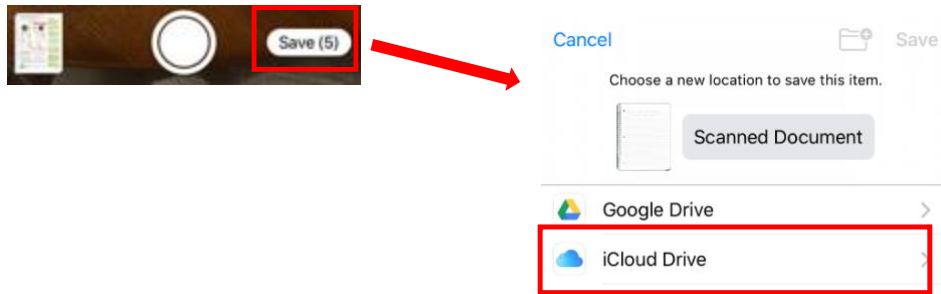 Save (5)
Cancel
Save
Choose a new location to save this item.
Scanned Document
Google Drive
iCloud Drive